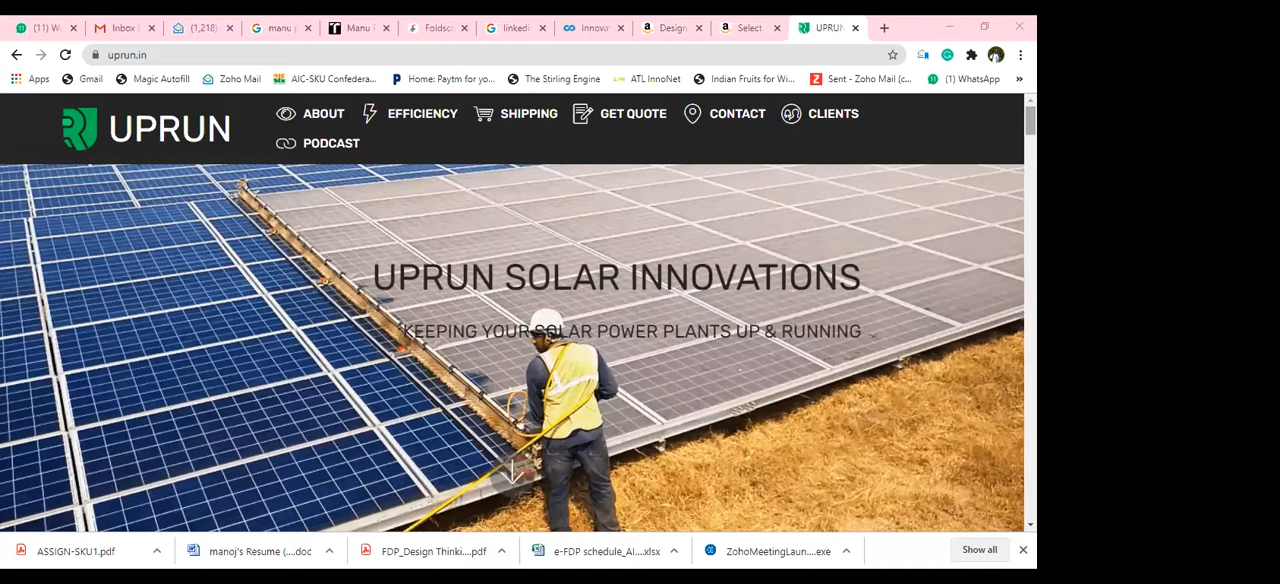 (11) W
Inbox (
(1,218)
manu p
Manu F
Foldsc
linkedi
Innova
Design
Select
UPRUN
uprun.in
Apps
Gmail
Magic Autofill
Zoho Mail
AIC-SKU Confedera...
Home: Paytm for yo...
The Stirling Engine
ATL InnoNet
Indian Fruits for Wi...
Sent - Zoho Mail (c...
(1) WhatsApp
»
UPRUN
ABOUT
EFFICIENCY
SHIPPING
GET QUOTE
CONTACT
CLIENTS
PODCAST
UPRUN SOLAR INNOVATIONS
KEEPING YOUR SOLAR POWER PLANTS UP & RUNNING
ASSIGN-SKU1.pdf
manoj's Resume (....doc
FDP_Design Thinki....pdf
e-FDP schedule_AI....xlsx
ZohoMeetingLaun....exe
Show all